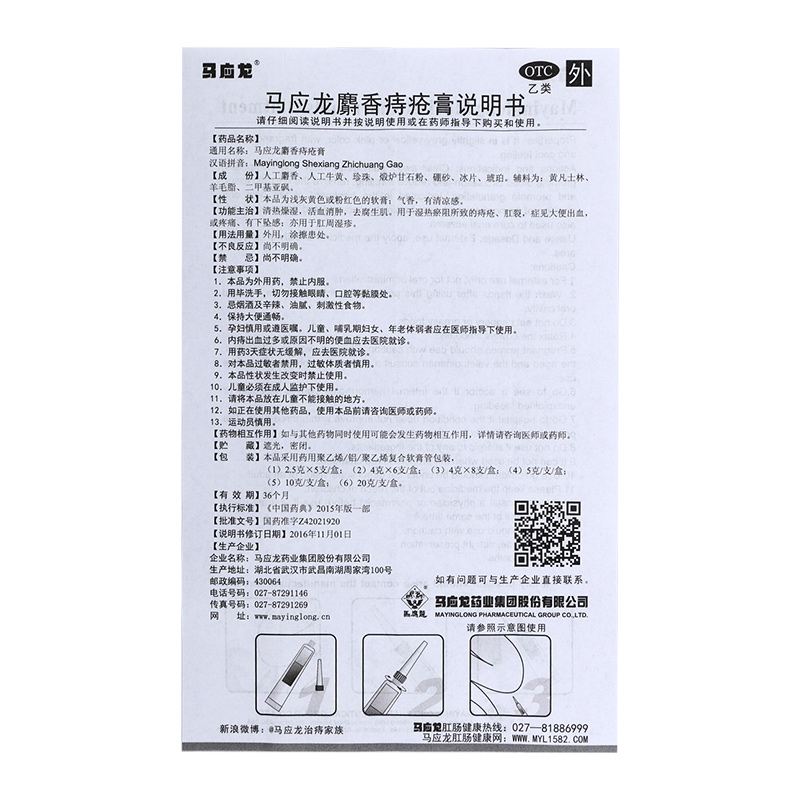 马应龙®
OTC 外
乙类
马应龙麝香痔疮膏说明书
请仔细阅读说明书并按说明使用或在药师指导下购买和使用。
【药品名称】
通用名称：马应龙麝香痔疮膏
汉语拼音：Mayinglong Shexiang Zhichuang Gao
【成 份】人工麝香、人工牛黄、珍珠、煅炉甘石粉、硼砂、冰片、琥珀。辅料为：黄凡士林、
羊毛脂、二甲基亚砜。
【性 状】本品为浅灰黄色或粉红色的软膏；气香，有清凉感。
【功能主治】清热燥湿，活血消肿，去腐生肌。用于湿热瘀阻所致的痔疮、肛裂，症见大便出血，
或疼痛、有下坠感；亦用于肛周湿疹。
【用法用量】外用，涂擦患处。
【不良反应】尚不明确。
【禁 忌】尚不明确。
【注意事项】
1．本品为外用药，禁止内服。
2．用毕洗手，切勿接触眼睛、口腔等黏膜处。
3．忌烟酒及辛辣、油腻、刺激性食物。
4．保持大便通畅。
5．孕妇慎用或遵医嘱。儿童、哺乳期妇女、年老体弱者应在医师指导下使用。
6．内痔出血过多或原因不明的便血应去医院就诊。
7．用药3天症状无缓解，应去医院就诊。
8．对本品过敏者禁用，过敏体质者慎用。
9．本品性状发生改变时禁止使用。
10．儿童必须在成人监护下使用。
11．请将本品放在儿童不能接触的地方。
12．如正在使用其他药品，使用本品前请咨询医师或药师。
13．运动员慎用。
【药物相互作用】如与其他药物同时使用可能会发生药物相互作用，详情请咨询医师或药师。
【贮 藏】遮光，密闭。
【包 装】本品采用药用聚乙烯/铝/聚乙烯复合软膏管包装，
（1）2.5克×5支/盒；（2）4克×6支/盒；（3）4克×8支/盒；（4）5克/支/盒；
（5）10克/支/盒；（6）20克/支/盒。
【有 效 期】36个月
【执行标准】《中国药典》2015年版一部
【批准文号】国药准字Z42021920
【说明书修订日期】2016年11月01日
【生产企业】
企业名称：马应龙药业集团股份有限公司
生产地址：湖北省武汉市武昌南湖周家湾100号
邮政编码：430064
电话号码：027-87291146
传真号码：027-87291269
网 址：www.mayinglong.cn
如有问题可与生产企业直接联系。
马应龙
马应龙药业集团股份有限公司
MAYINGLONG PHARMACEUTICAL GROUP CO.,LTD.
请参照示意图使用
1
2
3
新浪微博：@马应龙治痔家族
马应龙肛肠健康热线：027—81886999
马应龙肛肠健康网：WWW.MYL1582.COM